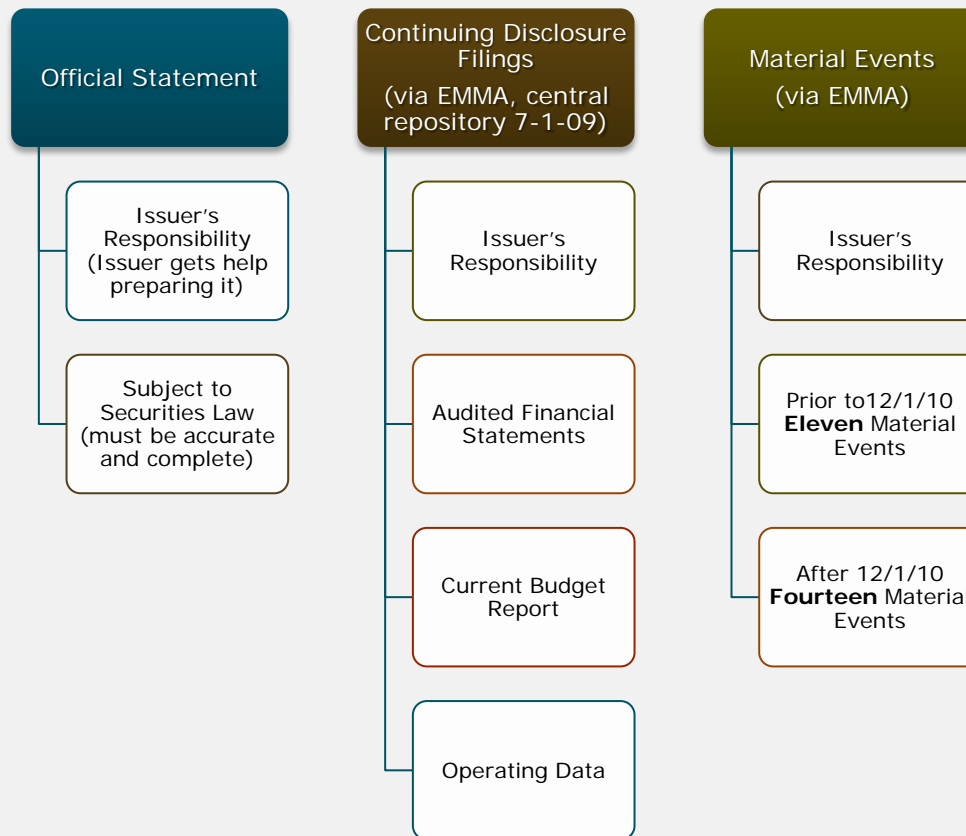 Official Statement
Issuer's
Responsibility
(Issuer gets help
preparing it)
Subject to
Securities Law
(must be accurate
and complete)
Continuing Disclosure
Filings
(via EMMA, central
repository 7-1-09)
Issuer's
Responsibility
Audited Financial
Statements
Current Budget
Report
Operating Data
Material Events
(via EMMA)
Issuer's
Responsibility
Prior to12/1/10
Eleven Material
Events
After 12/1/10
Fourteen Materia
Events